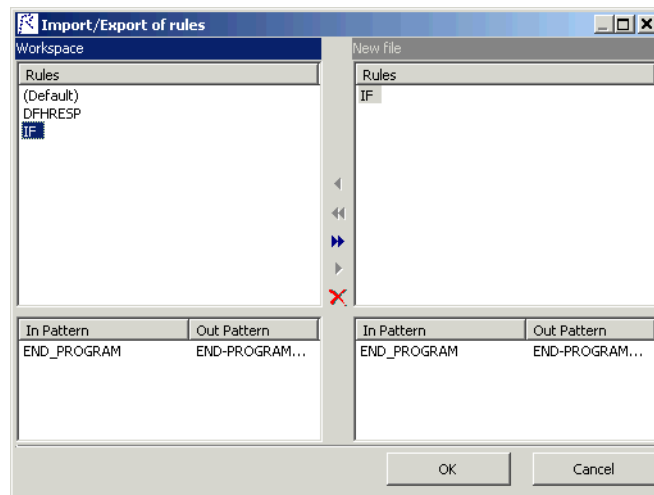 Import/Export of rules
Workspace
New file
Rules
(Default)
DFHRESP
IF
Rules
IF
In Pattern Out Pattern
END_PROGRAM END-PROGRAM...
In Pattern Out Pattern
END_PROGRAM END-PROGRAM...
OK
Cancel